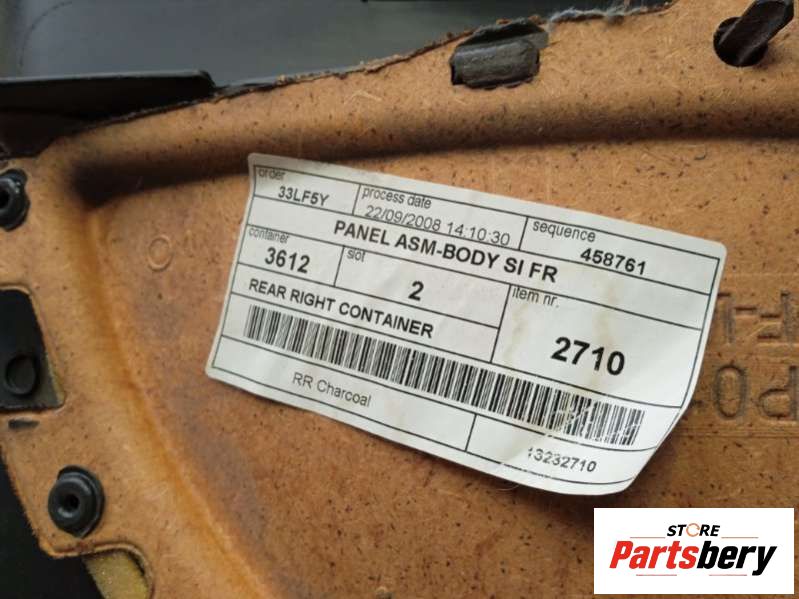 order
33LF5Y
process date
22/09/2008 14:10:30
sequence
458761
PANEL ASM-BODY SI FR
container
3612
slot
2
item nr.
2710
REAR RIGHT CONTAINER
RR Charcoal
13232710
STORE
Partsbery